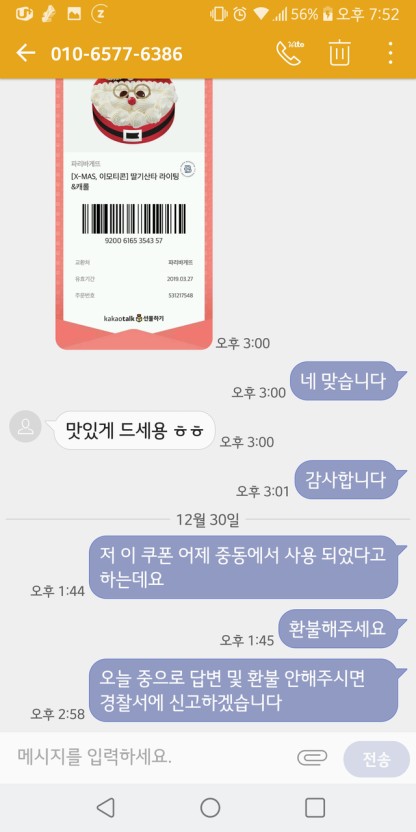 56% 오후 7:52
010-6577-6386
파리바게뜨
[X-MAS, 이모티콘] 딸기산타 라이팅
&캐롤
9200 6165 3543 57
교환처 파리바게뜨
유효기간 2019.03.27
주문번호 531217548
kakaotalk 선물하기
오후 3:00
네 맞습니다
오후 3:00
맛있게 드세용 ㅎㅎ
오후 3:00
감사합니다
오후 3:01
12월 30일
저 이 쿠폰 어제 중동에서 사용 되었다고
하는데요
오후 1:44
환불해주세요
오후 1:45
오늘 중으로 답변 및 환불 안해주시면
경찰서에 신고하겠습니다
오후 2:58
메시지를 입력하세요.
전송